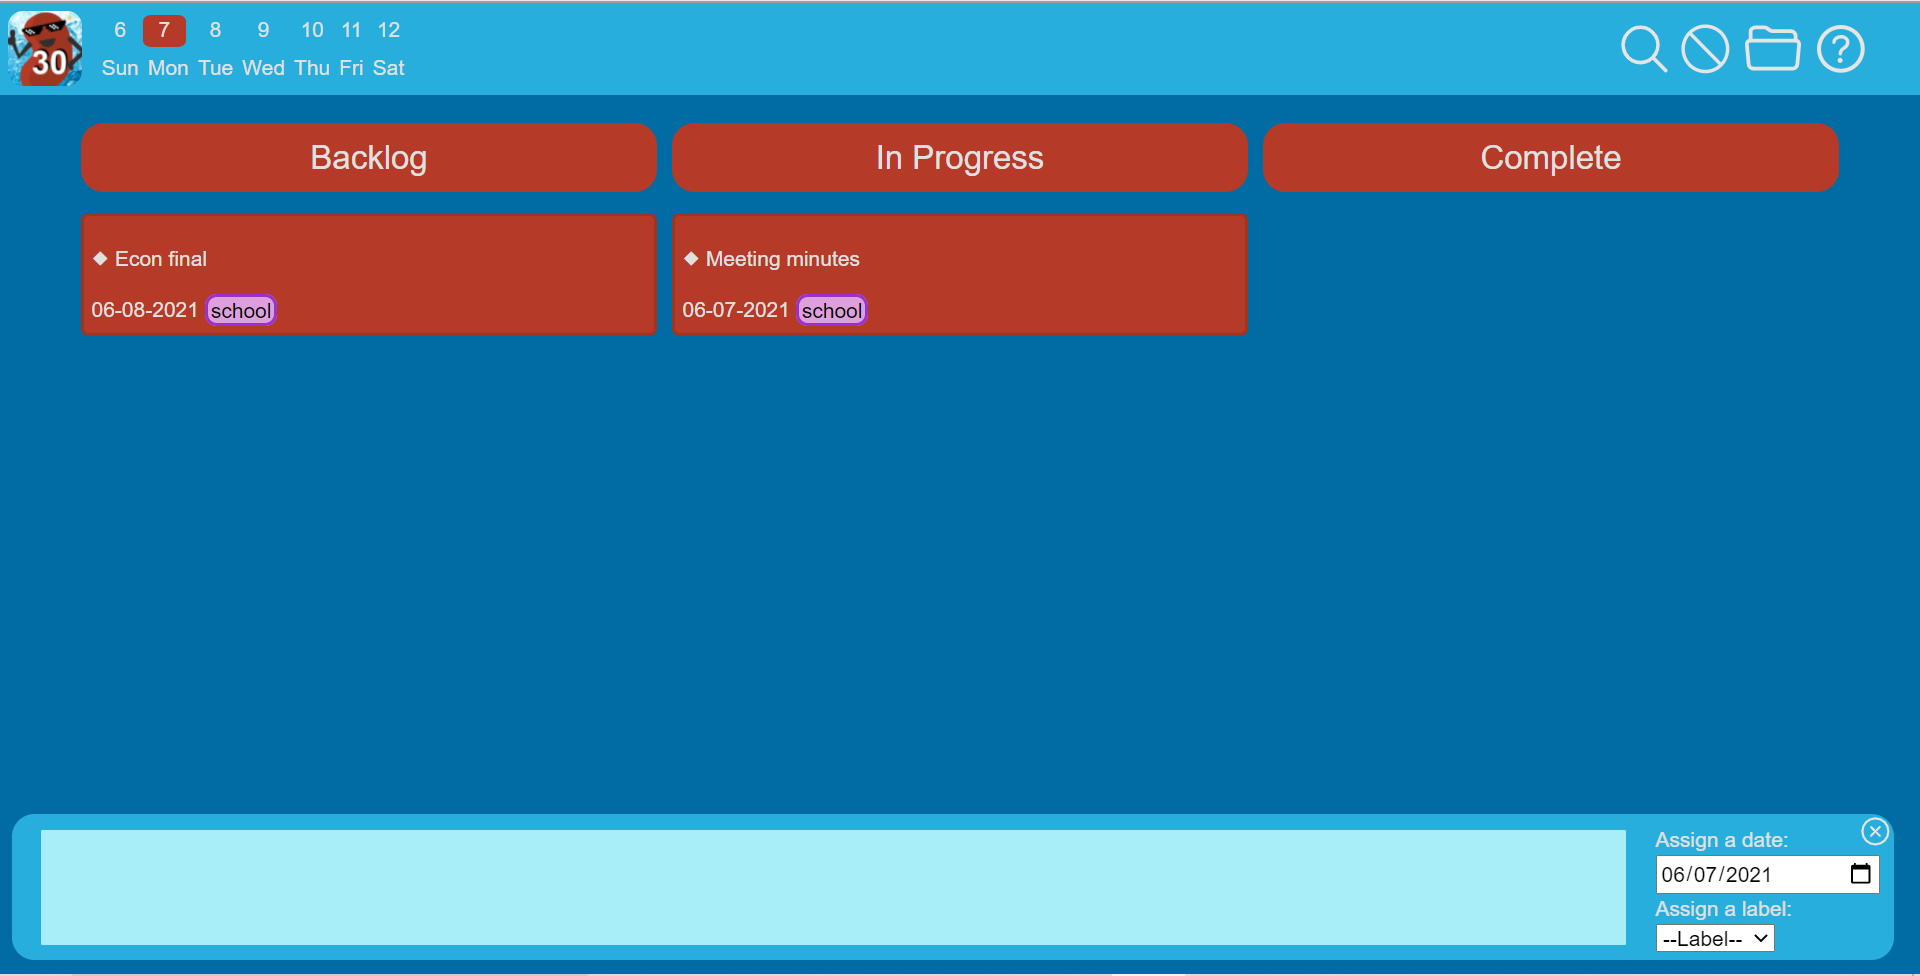 30
6 7 8 9 10 11 12
Sun Mon Tue Wed Thu Fri Sat
?
Backlog
In Progress
Complete
◆ Econ final
06-08-2021 school
◆ Meeting minutes
06-07-2021 school
Assign a date:
06/07/2021
Assign a label:
--Label--